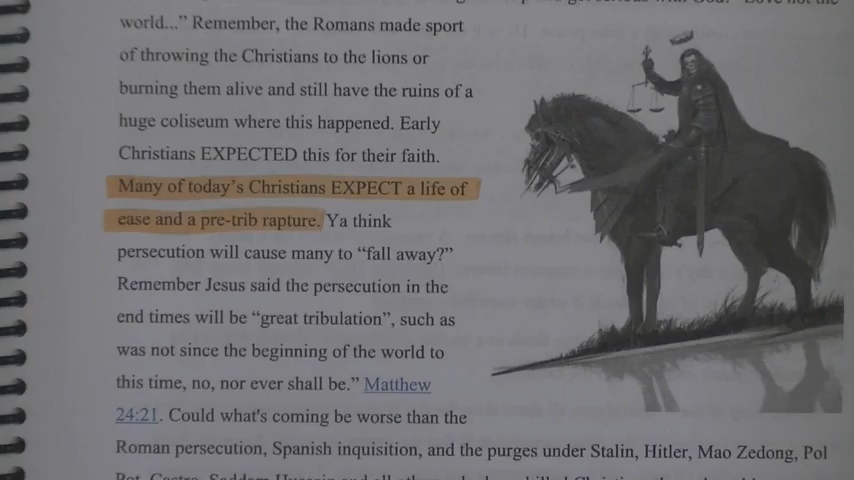 world...” Remember, the Romans made sport
of throwing the Christians to the lions or
burning them alive and still have the ruins of a
huge coliseum where this happened. Early
Christians EXPECTED this for their faith.
Many of today’s Christians EXPECT a life of
ease and a pre-trib rapture. Ya think
persecution will cause many to “fall away?”
Remember Jesus said the persecution in the
end times will be “great tribulation”, such as
was not since the beginning of the world to
this time, no, nor ever shall be.” Matthew
24:21. Could what's coming be worse than the
Roman persecution, Spanish inquisition, and the purges under Stalin, Hitler, Mao Zedong, Pol